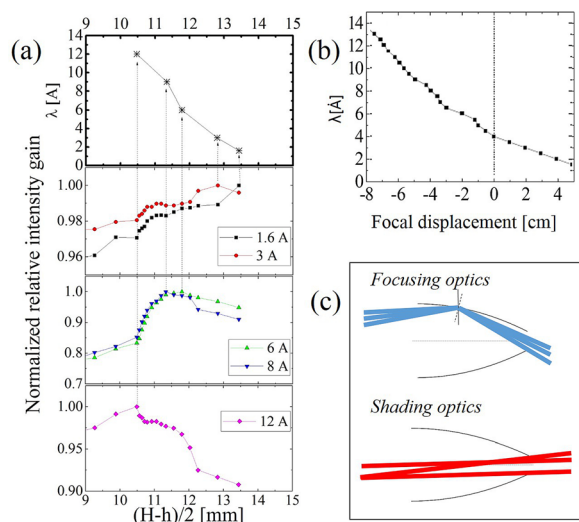 (a)
9 10 11 12 13 14 15
14
12
10
8
6
4
2
0
λ [A]
Normalized relative intensity gain
1.00
0.98
0.96
1.6 A
3 A
1.0
0.9
0.8
0.7
6 A
8 A
1.00
0.95
0.90
12 A
9 10 11 12 13 14 15
(H-h)/2 [mm]
(b)
14
12
10
8
6
4
2
0
λ[Å]
-8 -6 -4 -2 0 2 4
Focal displacement [cm]
(c)
Focusing optics
Shading optics